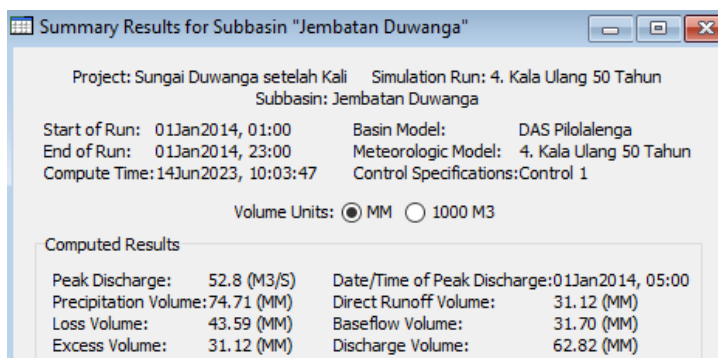 Summary Results for Subbasin "Jembatan Duwanga"
Project: Sungai Duwanga setelah Kali Simulation Run: 4. Kala Ulang 50 Tahun
Subbasin: Jembatan Duwanga
Start of Run: 01Jan2014, 01:00 Basin Model: DAS Pilolalenga
End of Run: 01Jan2014, 23:00 Meteorologic Model: 4. Kala Ulang 50 Tahun
Compute Time:14Jun2023, 10:03:47 Control Specifications:Control 1
Volume Units: MM 1000 M3
Computed Results
Peak Discharge: 52.8 (M3/S) Date/Time of Peak Discharge:01Jan2014, 05:00
Precipitation Volume:74.71 (MM) Direct Runoff Volume: 31.12 (MM)
Loss Volume: 43.59 (MM) Baseflow Volume: 31.70 (MM)
Excess Volume: 31.12 (MM) Discharge Volume: 62.82 (MM)